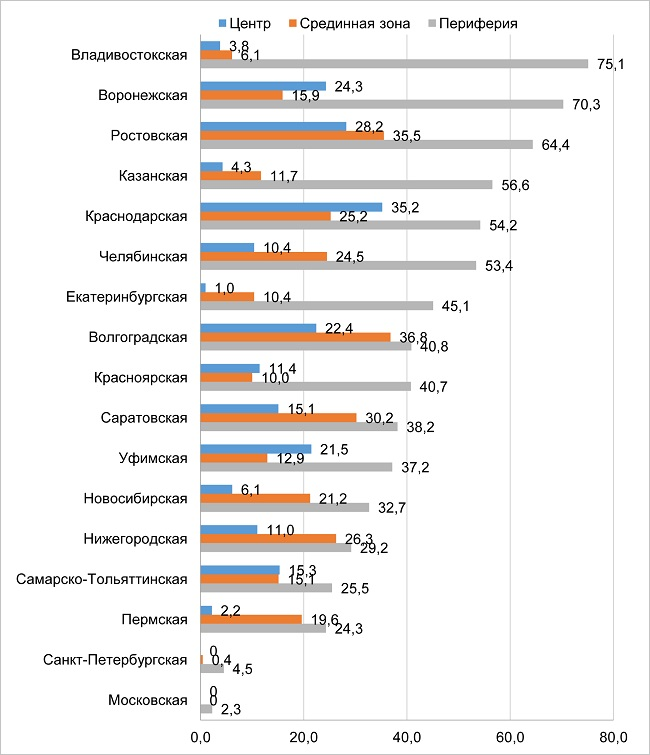 Центр Срединная зона Периферия
Владивостокская 3,8 6,1 75,1
Воронежская 24,3 15,9 70,3
Ростовская 28,2 35,5 64,4
Казанская 4,3 11,7 56,6
Краснодарская 35,2 25,2 54,2
Челябинская 10,4 24,5 53,4
Екатеринбургская 1,0 10,4 45,1
Волгоградская 22,4 36,8 40,8
Красноярская 11,4 10,0 40,7
Саратовская 15,1 30,2 38,2
Уфимская 21,5 12,9 37,2
Новосибирская 6,1 21,2 32,7
Нижегородская 11,0 26,3 29,2
Самарско-Тольяттинская 15,3 15,1 25,5
Пермская 2,2 19,6 24,3
Санкт-Петербургская 0 0,4 4,5
Московская 0 0 2,3
0,0 20,0 40,0 60,0 80,0